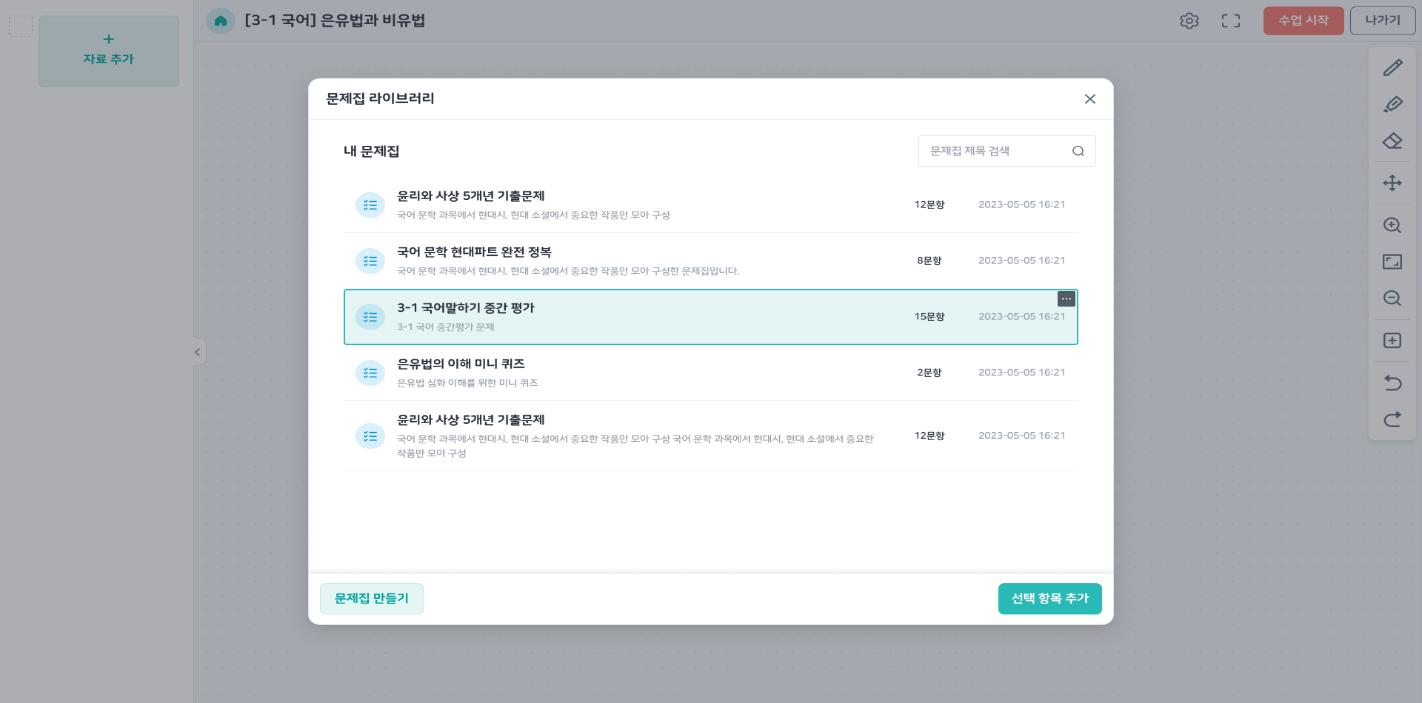 자료 추가
[3-1 국어] 은유법과 비유법
수업 시작
나가기
문제집 라이브러리
내 문제집
문제집 제목 검색
윤리와 사상 5개년 기출문제
국어 문학 과목에서 현대시, 현대 소설에서 중요한 작품만 모아 구성
12문항
2023-05-05 16:21
국어 문학 현대파트 완전 정복
국어 문학 과목에서 현대시, 현대 소설에서 중요한 작품만 모아 구성한 문제집입니다.
8문항
2023-05-05 16:21
3-1 국어말하기 중간 평가
3-1 국어 중간평가 문제
15문항
2023-05-05 16:21
은유법의 이해 미니 퀴즈
은유법 심화 이해를 위한 미니 퀴즈
2문항
2023-05-05 16:21
윤리와 사상 5개년 기출문제
국어 문학 과목에서 현대시, 현대 소설에서 중요한 작품만 모아 구성 국어 문학 과목에서 현대시, 현대 소설에서 중요한
작품만 모아 구성
12문항
2023-05-05 16:21
문제집 만들기
선택 항목 추가